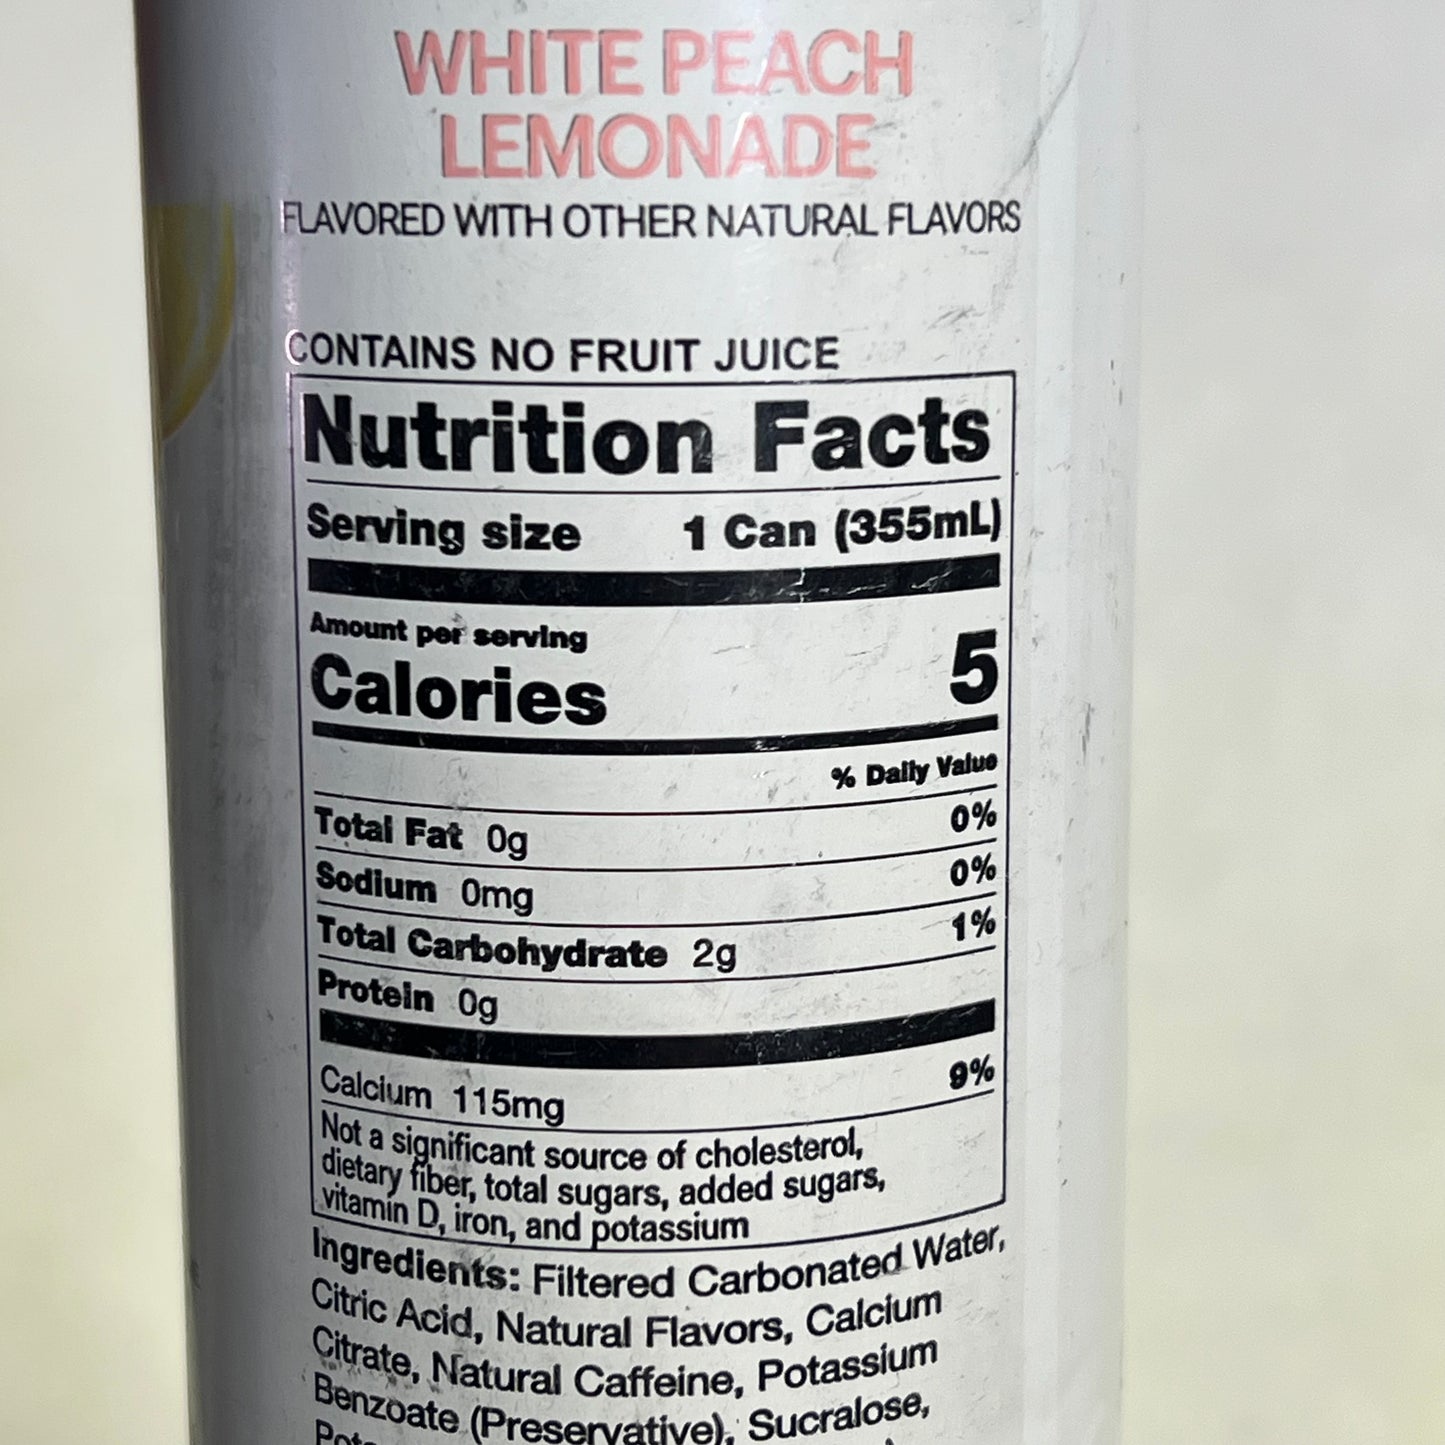 WHITE PEACH
LEMONADE
FLAVORED WITH OTHER NATURAL FLAVORS
CONTAINS NO FRUIT JUICE
Nutrition Facts
Serving size 1 Can (355mL)
Amount per serving
Calories 5
% Daily Value
Total Fat 0g 0%
Sodium 0mg 0%
Total Carbohydrate 2g 1%
Protein 0g
Calcium 115mg 9%
Not a significant source of cholesterol,
dietary fiber, total sugars, added sugars,
vitamin D, iron, and potassium
Ingredients: Filtered Carbonated Water,
Citric Acid, Natural Flavors, Calcium
Citrate, Natural Caffeine, Potassium
Benzoate (Preservative), Sucralose,